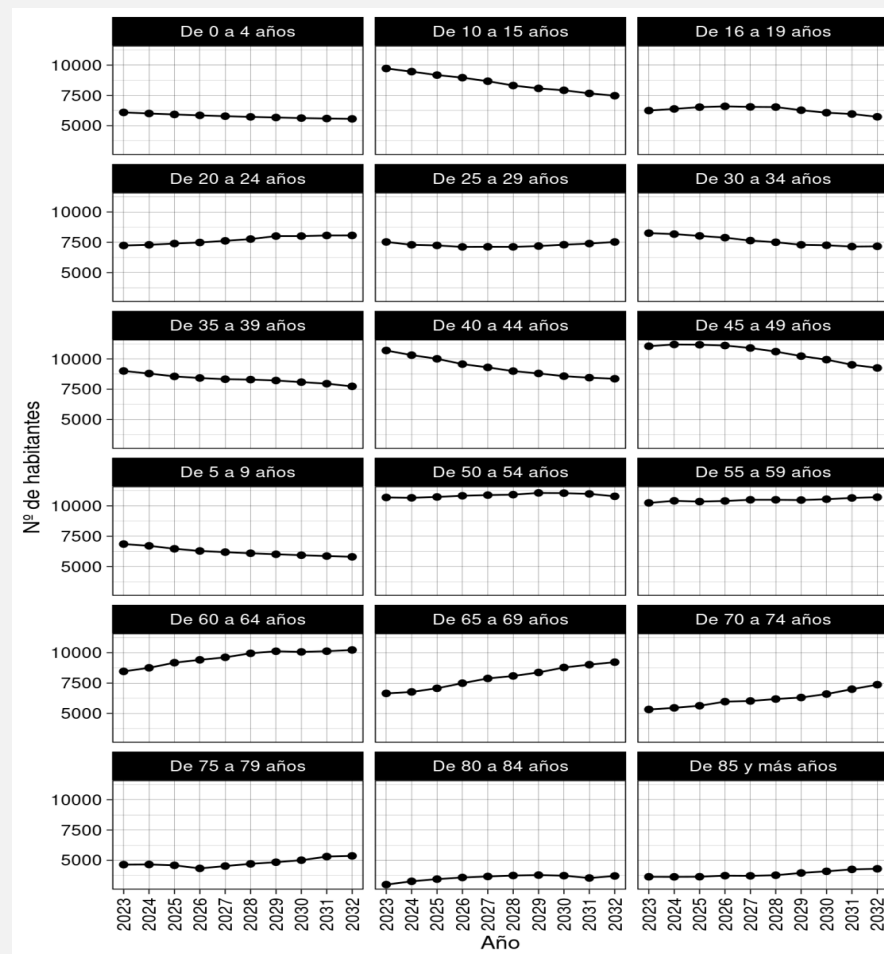 De 0 a 4 años
De 10 a 15 años
De 16 a 19 años
10000
7500
5000
De 20 a 24 años
De 25 a 29 años
De 30 a 34 años
10000
7500
5000
De 35 a 39 años
De 40 a 44 años
De 45 a 49 años
10000
7500
5000
Nº de habitantes
De 5 a 9 años
De 50 a 54 años
De 55 a 59 años
10000
7500
5000
De 60 a 64 años
De 65 a 69 años
De 70 a 74 años
10000
7500
5000
De 75 a 79 años
De 80 a 84 años
De 85 y más años
10000
7500
5000
2023 2024 2025 2026 2027 2028 2029 2030 2031 2032
2023 2024 2025 2026 2027 2028 2029 2030 2031 2032
2023 2024 2025 2026 2027 2028 2029 2030 2031 2032
Año